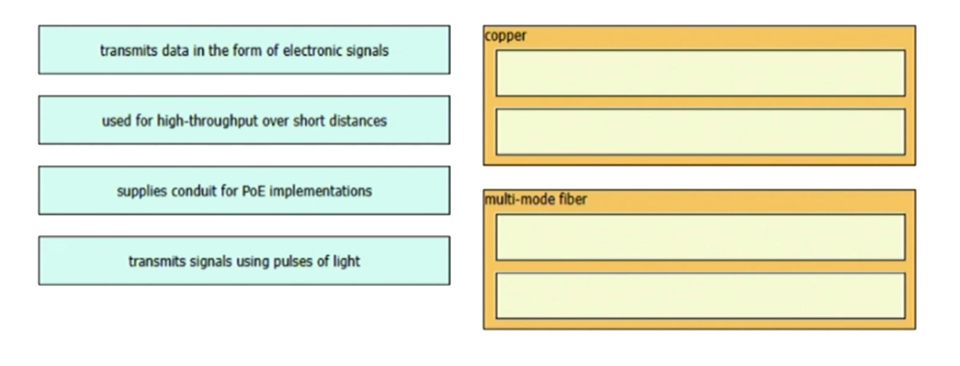 transmits data in the form of electronic signals
used for high-throughput over short distances
supplies conduit for PoE implementations
transmits signals using pulses of light
copper
multi-mode fiber